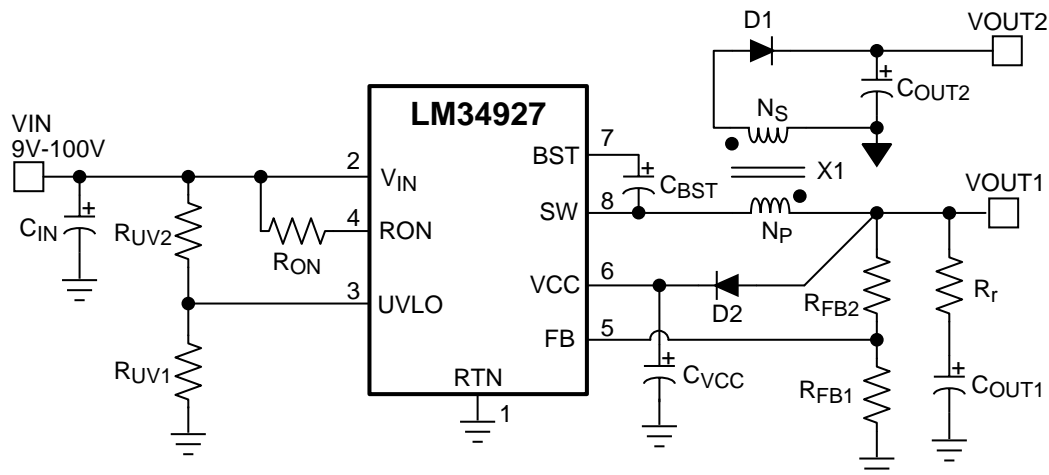 D1
VOUT2
+
COUT2
NS
LM34927
VIN
9V-100V
7
BST
X1
2
VIN
+
CBST
VOUT1
8
SW
+
CIN
RUV2
4
RON
RON
NP
6
VCC
Rr
3
UVLO
D2
RFB2
5
FB
+
CVCC
RUV1
RTN
1
+
COUT1
RFB1